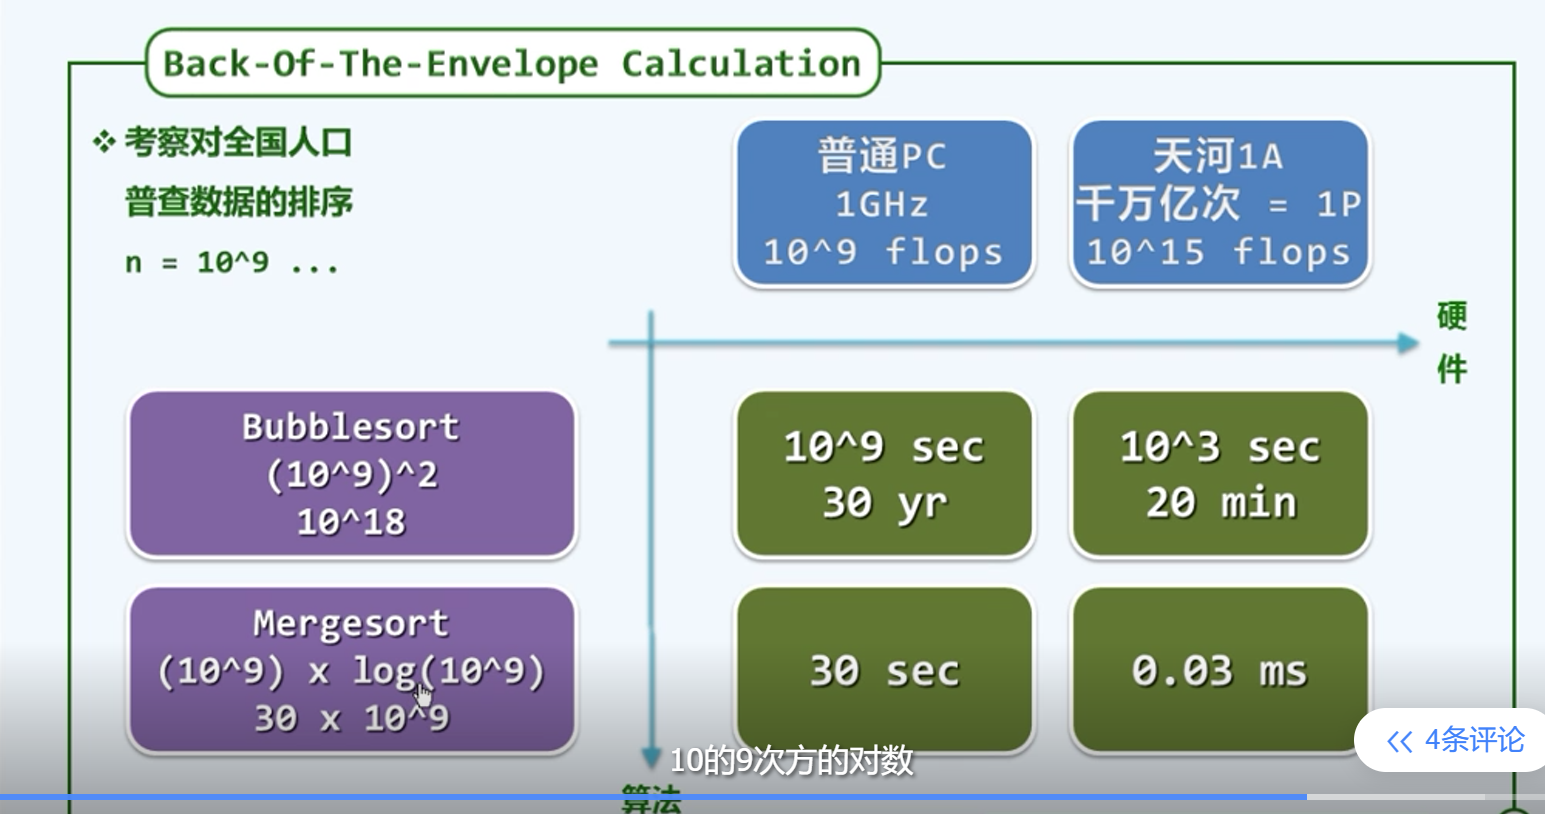 Back-Of-The-Envelope Calculation
❖ 考察对全国人口
普查数据的排序
n = 10^9 ...
普通PC
1GHz
10^9 flops
天河1A
千万亿次 = 1P
10^15 flops
硬
件
Bubblesort
(10^9)^2
10^18
10^9 sec
30 yr
10^3 sec
20 min
Mergesort
(10^9) x log(10^9)
30 x 10^9
30 sec
0.03 ms
4条评论
10的9次方的对数
算法